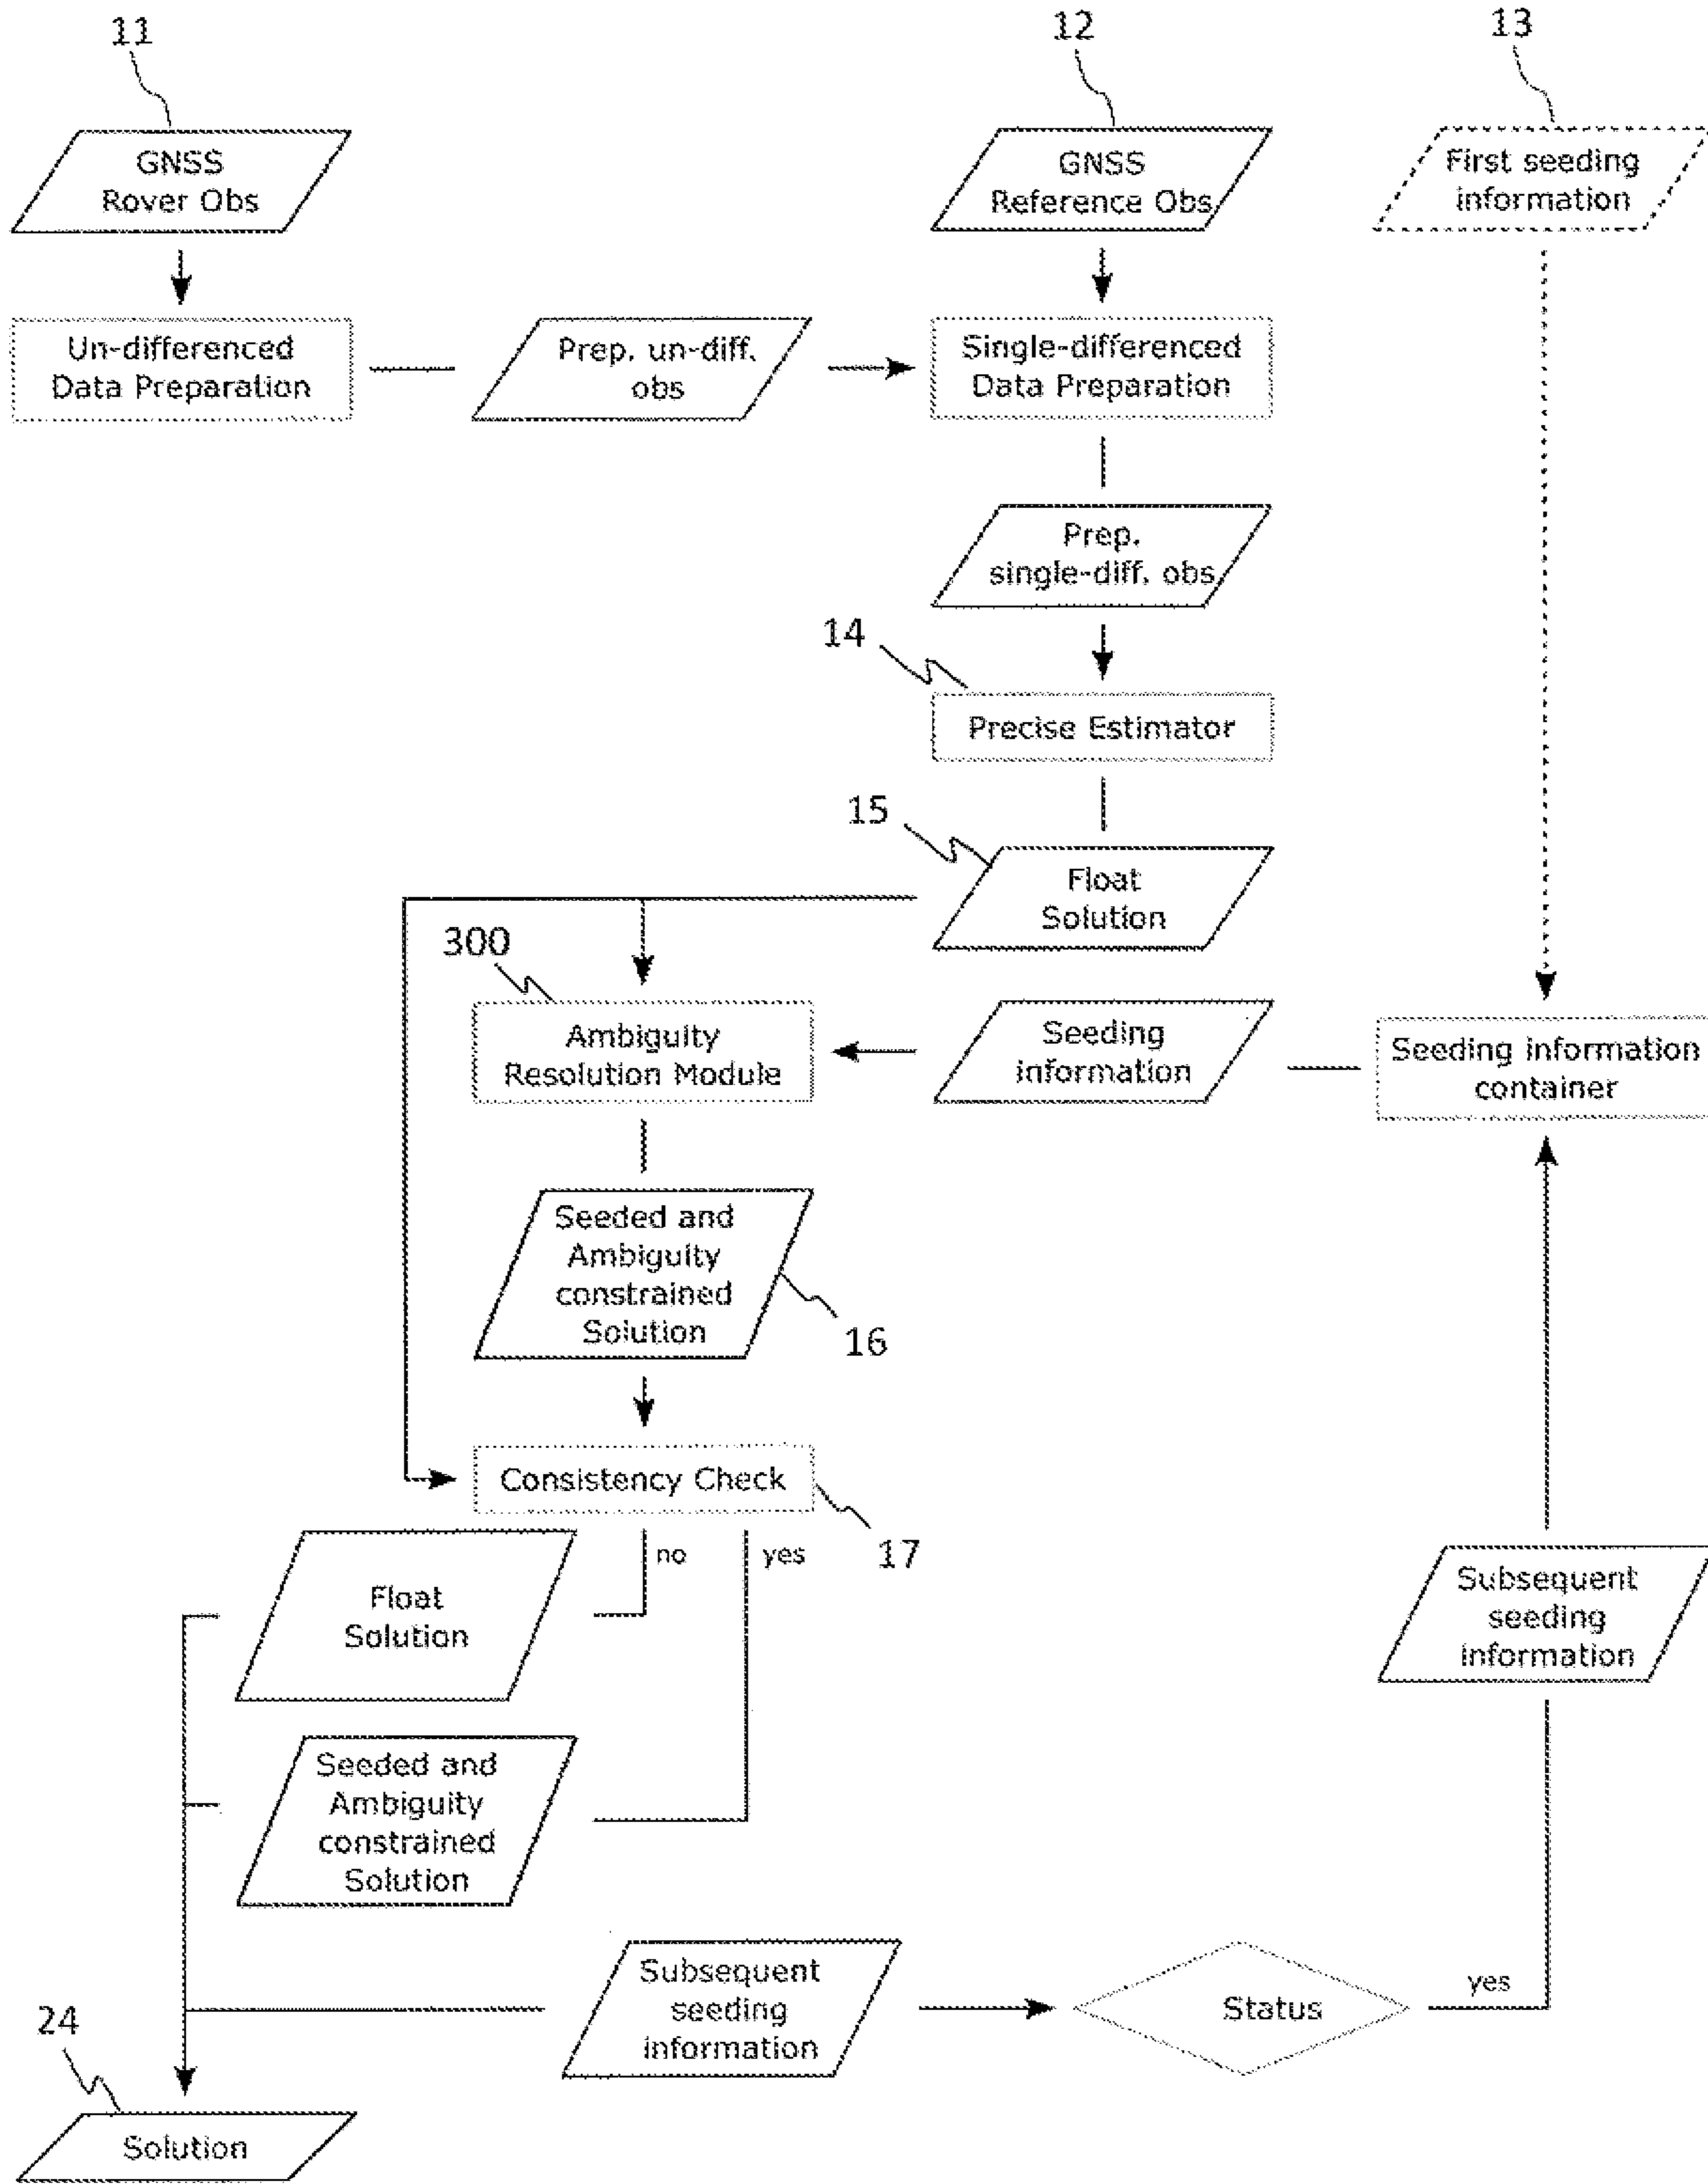 11
12
13
GNSS
Rover Obs
GNSS
Reference Obs
First seeding
information
Un-differenced
Data Preparation
Prep. un-diff.
obs
Single-differenced
Data Preparation
Prep.
single-diff. obs
14
Precise Estimator
15
Float
Solution
300
Ambiguity
Resolution Module
Seeding
information
Seeding information
container
Seeded and
Ambiguity
constrained
Solution
16
Consistency Check
17
no
yes
Float
Solution
Subsequent
seeding
information
Seeded and
Ambiguity
constrained
Solution
Subsequent
seeding
information
Status
yes
24
Solution